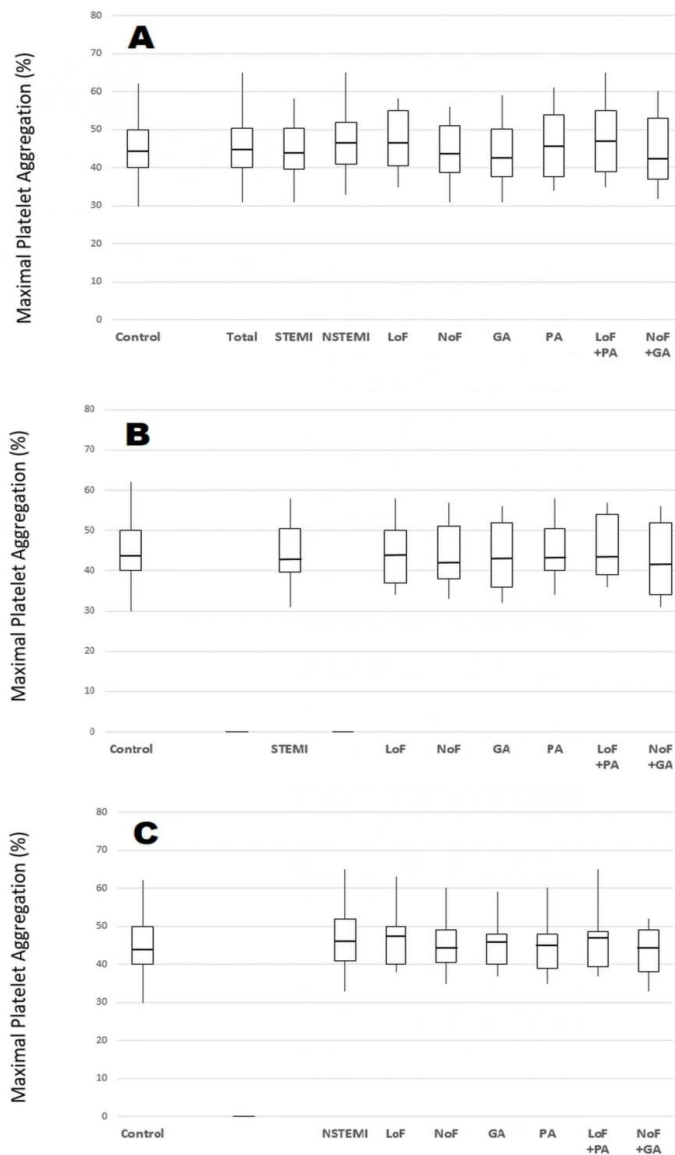 A
Maximal Platelet Aggregation (%)
80
70
60
50
40
30
20
10
0
Control Total STEMI NSTEMI LoF NoF GA PA LoF NoF
+PA +GA
B
Maximal Platelet Aggregation (%)
80
70
60
50
40
30
20
10
0
Control STEMI LoF NoF GA PA LoF NoF
+PA +GA
C
Maximal Platelet Aggregation (%)
80
70
60
50
40
30
20
10
0
Control NSTEMI LoF NoF GA PA LoF NoF
+PA +GA